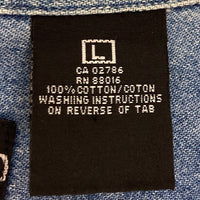 L
CA 02786
RN 88016
100% COTTON/COTON
WASHING INSTRUCTIONS
ON REVERSE OF TAB